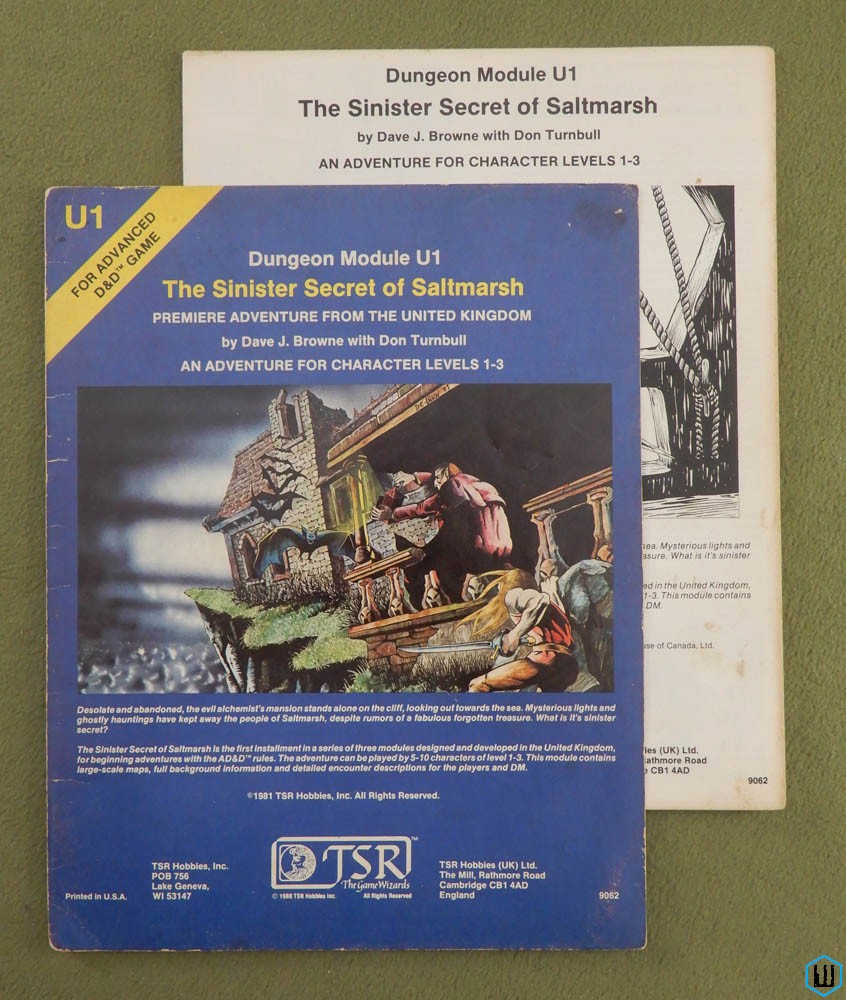 Dungeon Module U1
The Sinister Secret of Saltmarsh
by Dave J. Browne with Don Turnbull
AN ADVENTURE FOR CHARACTER LEVELS 1-3
sea. Mysterious lights and
asure. What is it's sinister
ed in the United Kingdom,
1-3. This module contains
DM.
use of Canada, Ltd.
ies (UK) Ltd.
athmore Road
e CB1 4AD
9062
U1
FOR ADVANCED
D&D™ GAME
Dungeon Module U1
The Sinister Secret of Saltmarsh
PREMIERE ADVENTURE FROM THE UNITED KINGDOM
by Dave J. Browne with Don Turnbull
AN ADVENTURE FOR CHARACTER LEVELS 1-3
Desolate and abandoned, the evil alchemist's mansion stands alone on the cliff, looking out towards the sea. Mysterious lights and
ghostly hauntings have kept away the people of Saltmarsh, despite rumors of a fabulous forgotten treasure. What is it's sinister
secret?
The Sinister Secret of Saltmarsh is the first installment in a series of three modules designed and developed in the United Kingdom,
for beginning adventures with the AD&D™ rules. The adventure can be played by 5-10 characters of level 1-3. This module contains
large-scale maps, full background information and detailed encounter descriptions for the players and DM.
©1981 TSR Hobbies, Inc. All Rights Reserved.
TSR Hobbies, Inc.
POB 756
Lake Geneva,
WI 53147
Printed in U.S.A.
TSR™
The Game Wizards
© 1980 TSR Hobbies Inc. All Rights Reserved
TSR Hobbies (UK) Ltd.
The Mill, Rathmore Road
Cambridge CB1 4AD
England
9062